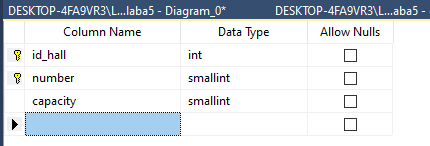 DESKTOP-4FA9VR3\L...laba5 - Diagram_0* DESKTOP-4FA9VR3\L...aba5 - dbo
Column Name Data Type Allow Nulls
id_hall int
number smallint
capacity smallint